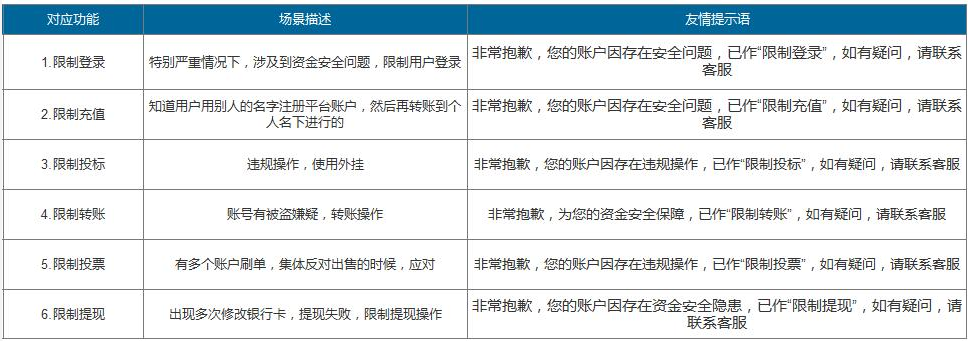 对应功能
场景描述
友情提示语
1.限制登录
特别严重情况下，涉及到资金安全问题，限制用户登录
非常抱歉，您的账户因存在安全问题，已作“限制登录”，如有疑问，请联系
客服
2.限制充值
知道用户用别人的名字注册平台账户，然后再转账到个
人名下进行的
非常抱歉，您的账户因存在安全问题，已作“限制充值”，如有疑问，请联系
客服
3.限制投标
违规操作，使用外挂
非常抱歉，您的账户因存在违规操作，已作“限制投标”，如有疑问，请联系客服
4.限制转账
账号有被盗嫌疑，转账操作
非常抱歉，为您的资金安全保障，已作“限制转账”，如有疑问，请联系客服
5.限制投票
有多个账户刷单，集体反对出售的时候，应对
非常抱歉，您的账户因存在违规操作，已作“限制投票”，如有疑问，请联系客服
6.限制提现
出现多次修改银行卡，提现失败，限制提现操作
非常抱歉，您的账户因存在资金安全隐患，已作“限制提现”，如有疑问，请
联系客服